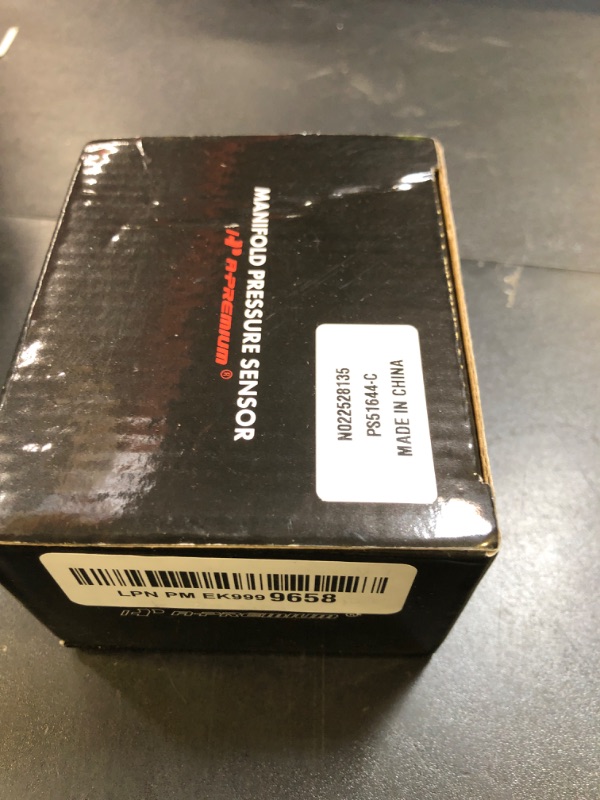 MANIFOLD PRESSURE SENSOR
A-PREMIUM®
N022528135
PS51644-C
MADE IN CHINA
LPN PM EK999 9658
A-PREMIUM ®